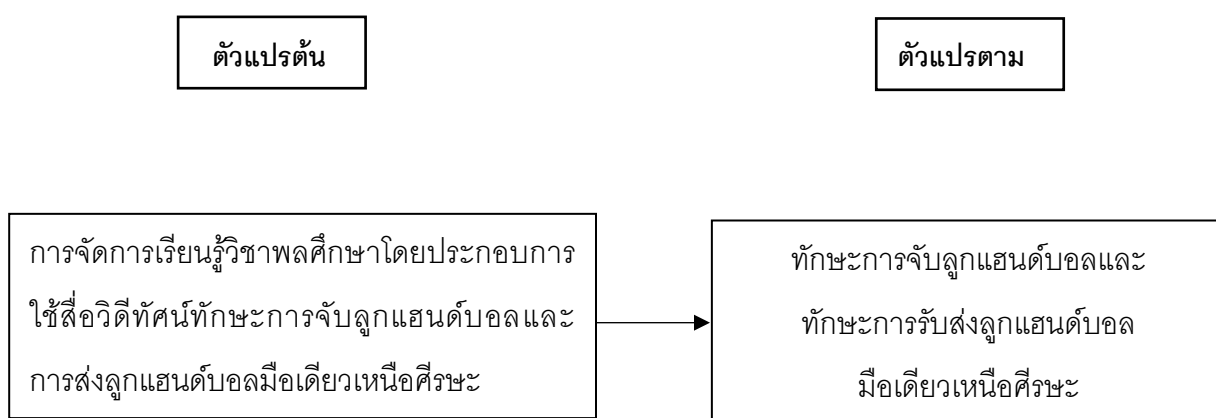 ตัวแปรต้น
ตัวแปรตาม
การจัดการเรียนรู้วิชาพลศึกษาโดยประกอบการ
ใช้สื่อวิดีทัศน์ทักษะการจับลูกแฮนด์บอลและ
การส่งลูกแฮนด์บอลมือเดียวเหนือศีรษะ
ทักษะการจับลูกแฮนด์บอลและ
ทักษะการรับส่งลูกแฮนด์บอล
มือเดียวเหนือศีรษะ